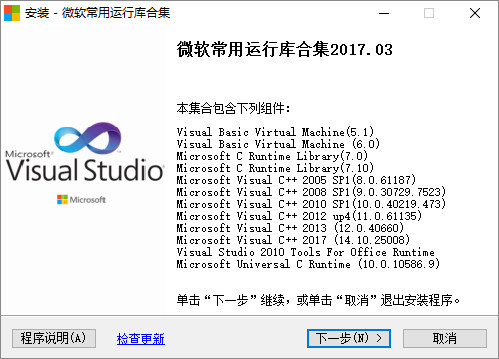 安装 - 微软常用运行库合集
微软常用运行库合集2017.03
本集合包含下列组件:
Microsoft®
Visual Studio
Microsoft
Visual Basic Virtual Machine(5.1)
Visual Basic Virtual Machine (6.0)
Microsoft C Runtime Library(7.0)
Microsoft C Runtime Library(7.10)
Microsoft Visual C++ 2005 SP1(8.0.61187)
Microsoft Visual C++ 2008 SP1(9.0.30729.7523)
Microsoft Visual C++ 2010 SP1(10.0.40219.473)
Microsoft Visual C++ 2012 up4(11.0.61135)
Microsoft Visual C++ 2013 (12.0.40660)
Microsoft Visual C++ 2017 (14.10.25008)
Visual Studio 2010 Tools For Office Runtime
Microsoft Universal C Runtime (10.0.10586.9)
单击“下一步”继续，或单击“取消”退出安装程序。
程序说明(A)
检查更新
下一步(N) >
取消